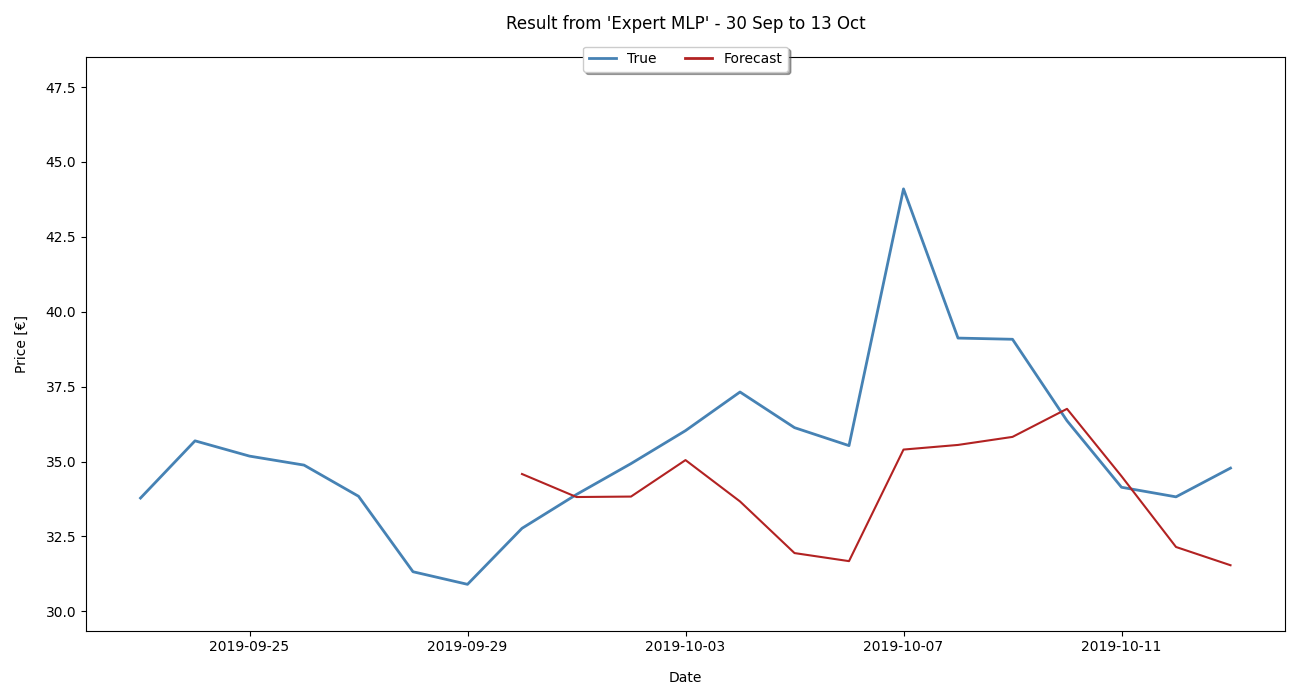 Result from 'Expert MLP' - 30 Sep to 13 Oct
True Forecast
47.5
45.0
42.5
40.0
37.5
35.0
32.5
30.0
Price [€]
2019-09-25 2019-09-29 2019-10-03 2019-10-07 2019-10-11
Date